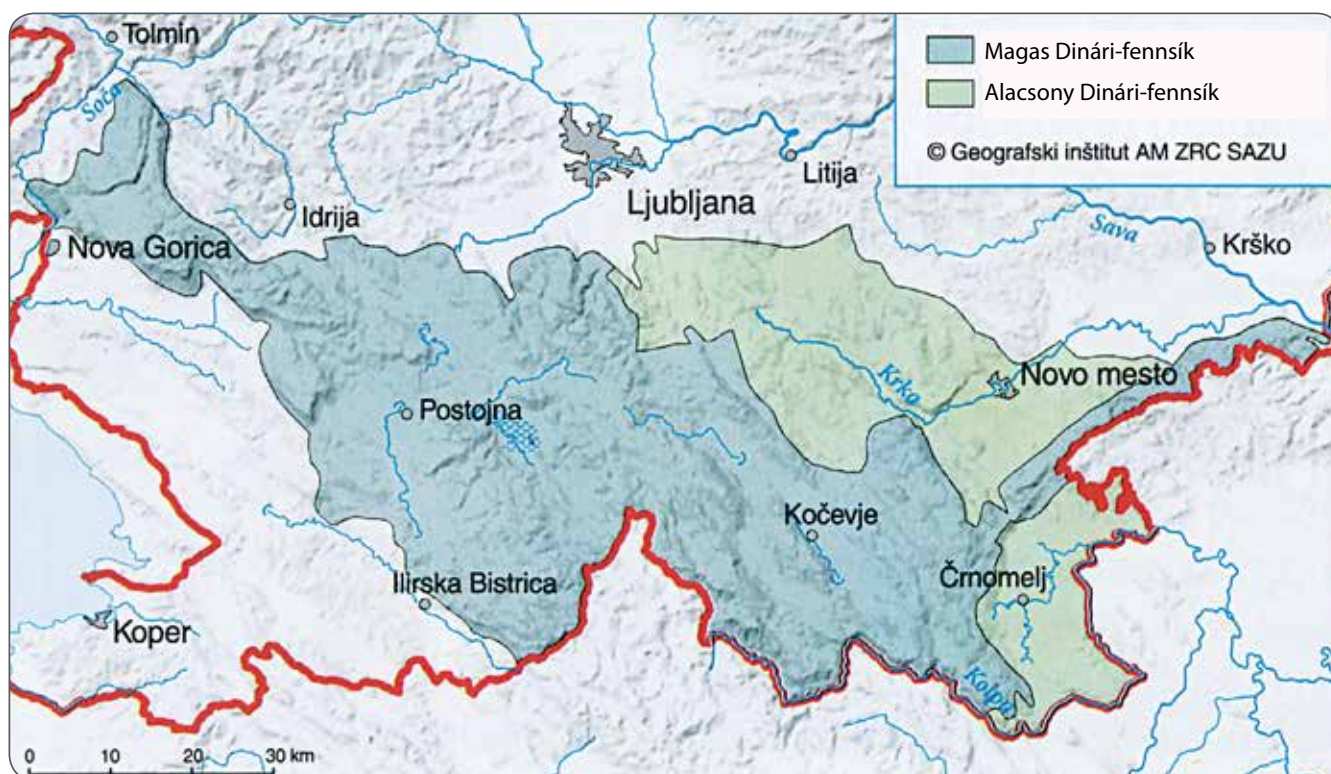 Tolmin
Soča
Idrija
Nova Gorica
Ljubljana
Litija
Magas Dinári-fennsík
Alacsony Dinári-fennsík
© Geografski inštitut AM ZRC SAZU
Sava
Krško
Krka
Novo mesto
Postojna
Kočevje
Črnomelj
Ilirska Bistrica
Koper
Kolpa
0 10 20 30 km